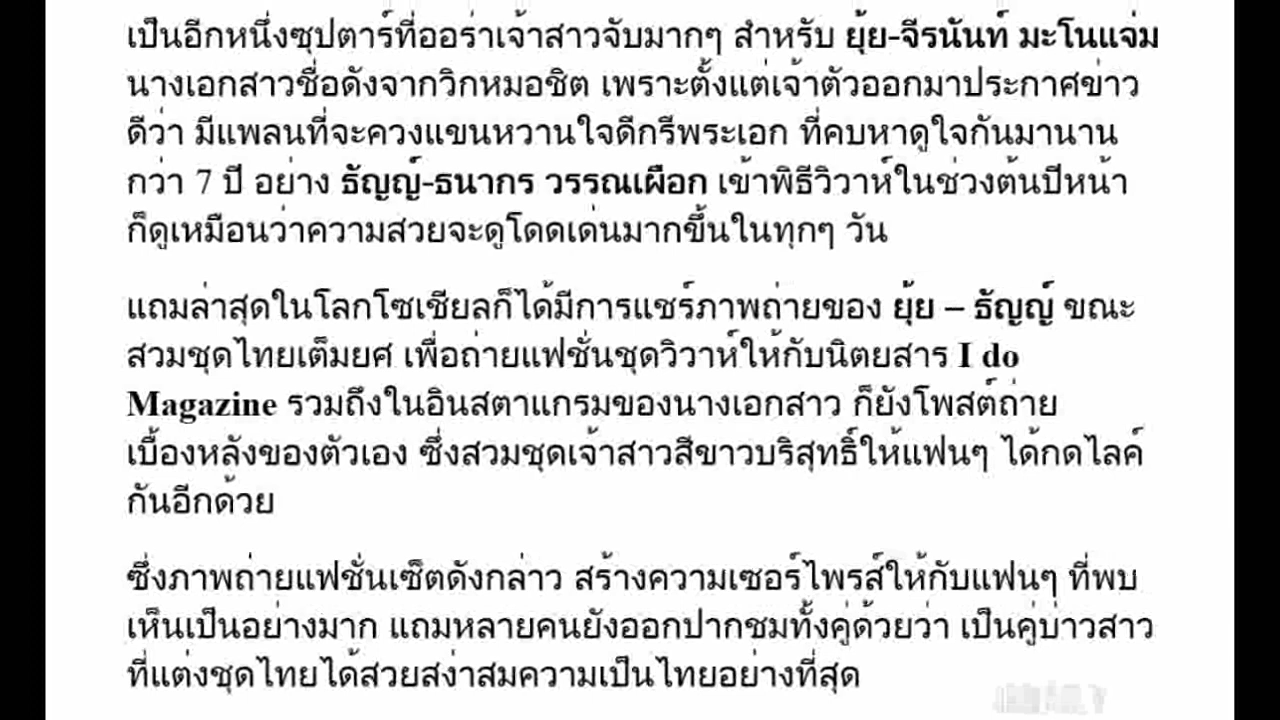 เป็นอีกหนึ่งซุปตาร์ที่ออร่าเจ้าสาวจับมากๆ สำหรับ ยุ้ย-จีรนันท์ มะโนแจ่ม
นางเอกสาวชื่อดังจากวิกหมอชิต เพราะตั้งแต่เจ้าตัวออกมาประกาศข่าว
ดีว่า มีแพลนที่จะควงแขนหวานใจดีกรีพระเอก ที่คบหาดูใจกันมานาน
กว่า 7 ปี อย่าง ธัญญ์-ธนากร วรรณเผือก เข้าพิธีวิวาห์ในช่วงต้นปีหน้า
ก็ดูเหมือนว่าความสวยจะดูโดดเด่นมากขึ้นในทุกๆ วัน
แถมล่าสุดในโลกโซเชียลก็ได้มีการแชร์ภาพถ่ายของ ยุ้ย – ธัญญ์ ขณะ
สวมชุดไทยเต็มยศ เพื่อถ่ายแฟชั่นชุดวิวาห์ให้กับนิตยสาร I do
Magazine รวมถึงในอินสตาแกรมของนางเอกสาว ก็ยังโพสต์ถ่าย
เบื้องหลังของตัวเอง ซึ่งสวมชุดเจ้าสาวสีขาวบริสุทธิ์ให้แฟนๆ ได้กดไลค์
กันอีกด้วย
ซึ่งภาพถ่ายแฟชั่นเซ็ตดังกล่าว สร้างความเซอร์ไพรส์ให้กับแฟนๆ ที่พบ
เห็นเป็นอย่างมาก แถมหลายคนยังออกปากชมทั้งคู่ด้วยว่า เป็นคู่บ่าวสาว
ที่แต่งชุดไทยได้สวยสง่าสมความเป็นไทยอย่างที่สุด